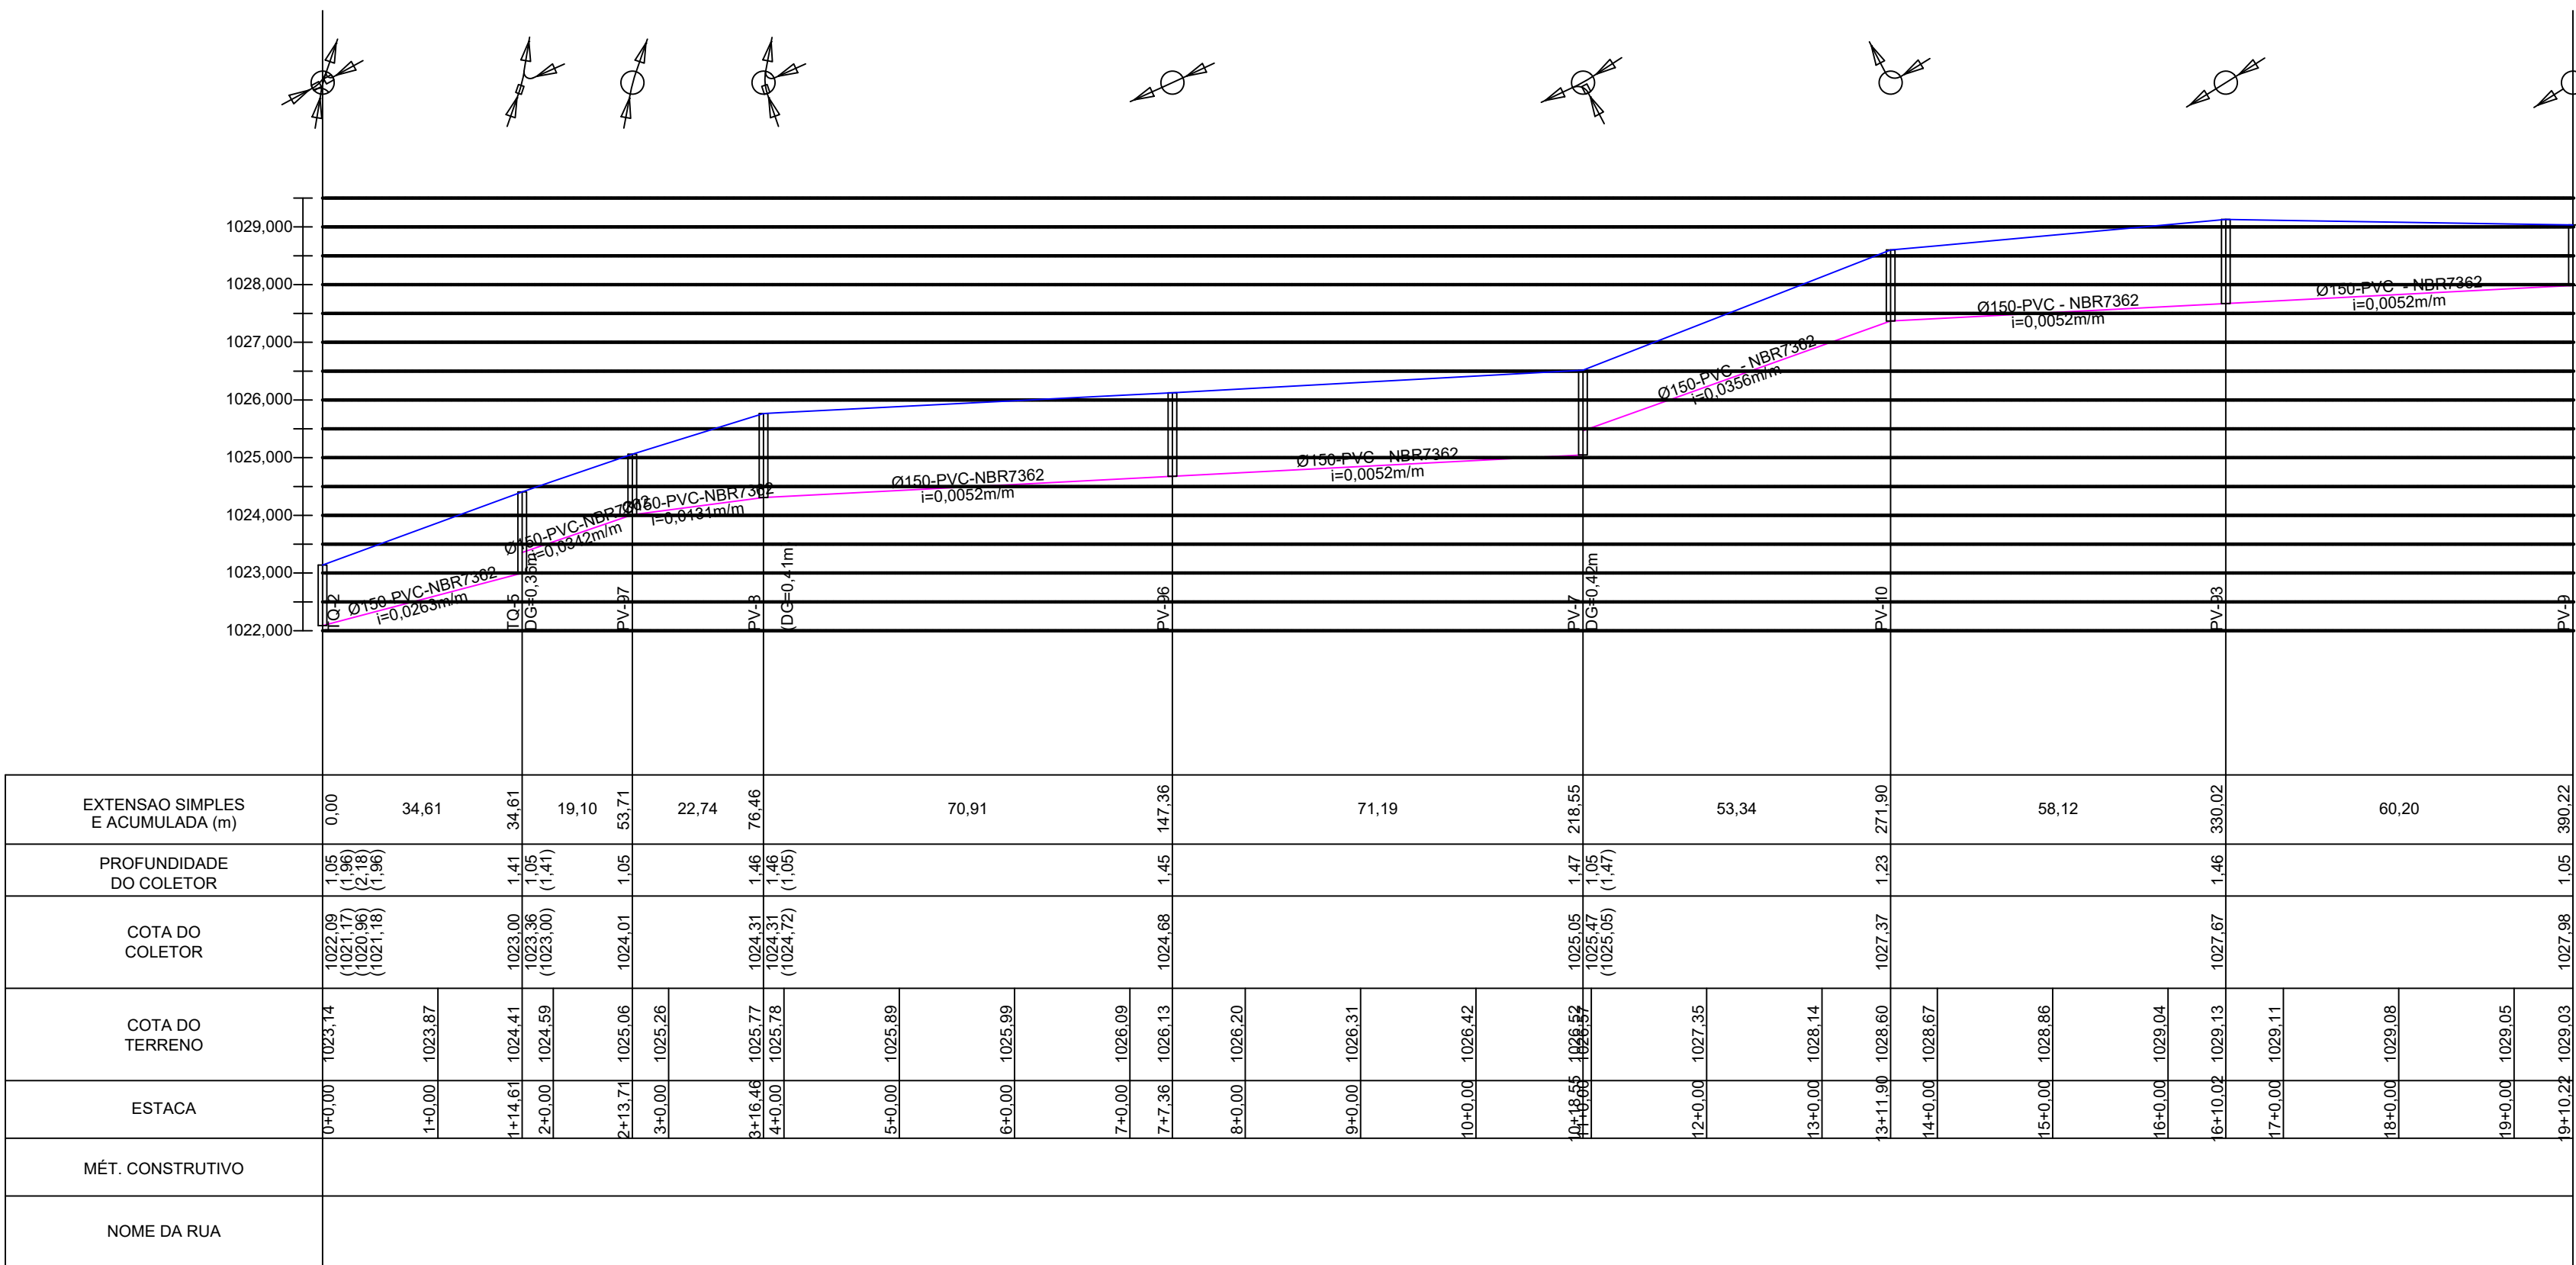 1029,000
1028,000
1027,000
1026,000
1025,000
1024,000
1023,000
1022,000
Ø150-PVC-NBR7362
i=0,0263m/m
Ø150-PVC-NBR7362
i=0,0342m/m
Ø150-PVC-NBR7362
i=0,0131m/m
Ø150-PVC-NBR7362
i=0,0052m/m
Ø150-PVC - NBR7362
i=0,0052m/m
Ø150-PVC - NBR7362
i=0,0356m/m
Ø150-PVC - NBR7362
i=0,0052m/m
Ø150-PVC - NBR7362
i=0,0052m/m
TQ-2
TQ-5
DG=0,36m
PV-97
PV-8
(DG=0,41m)
PV-96
PV-7
DG=0,42m
PV-10
PV-93
PV-9
EXTENSAO SIMPLES
E ACUMULADA (m)
0,00 34,61 34,61 19,10 53,71 22,74 76,46 70,91 147,36 71,19 218,55 53,34 271,90 58,12 330,02 60,20 390,22
PROFUNDIDADE
DO COLETOR
1,05 (1,96) (2,18) (1,96) 1,41 1,05 (1,41) 1,05 1,46 1,46 (1,05) 1,45 1,47 1,05 (1,47) 1,23 1,46 1,05
COTA DO
COLETOR
1022,09 (1021,17) (1020,96) (1021,18) 1023,00 1023,36 (1023,00) 1024,01 1024,31 1024,31 (1024,72) 1024,68 1025,05 1025,47 (1025,05) 1027,37 1027,67 1027,98
COTA DO
TERRENO
1023,14 1023,87 1024,41 1024,59 1025,06 1025,26 1025,77 1025,78 1025,89 1025,99 1026,09 1026,13 1026,20 1026,31 1026,42 1026,52 1026,57 1027,35 1028,14 1028,60 1028,67 1028,86 1029,04 1029,13 1029,11 1029,08 1029,05 1029,03
ESTACA
0+0,00 1+0,00 1+14,61 2+0,00 2+13,71 3+0,00 3+16,46 4+0,00 5+0,00 6+0,00 7+0,00 7+7,36 8+0,00 9+0,00 10+0,00 10+18,55 11+0,00 12+0,00 13+0,00 13+11,90 14+0,00 15+0,00 16+0,00 16+10,02 17+0,00 18+0,00 19+0,00 19+10,22
MÉT. CONSTRUTIVO
NOME DA RUA